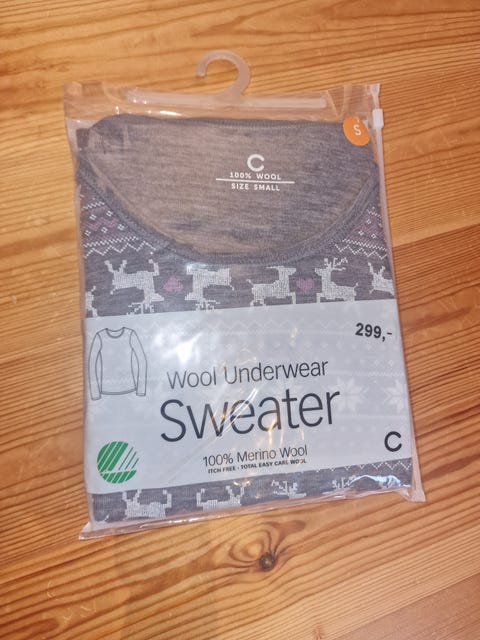 S
C
100% WOOL
SIZE SMALL
299,-
Wool Underwear
Sweater
100% Merino Wool
ITCH FREE - TOTAL EASY CARE WOOL
C